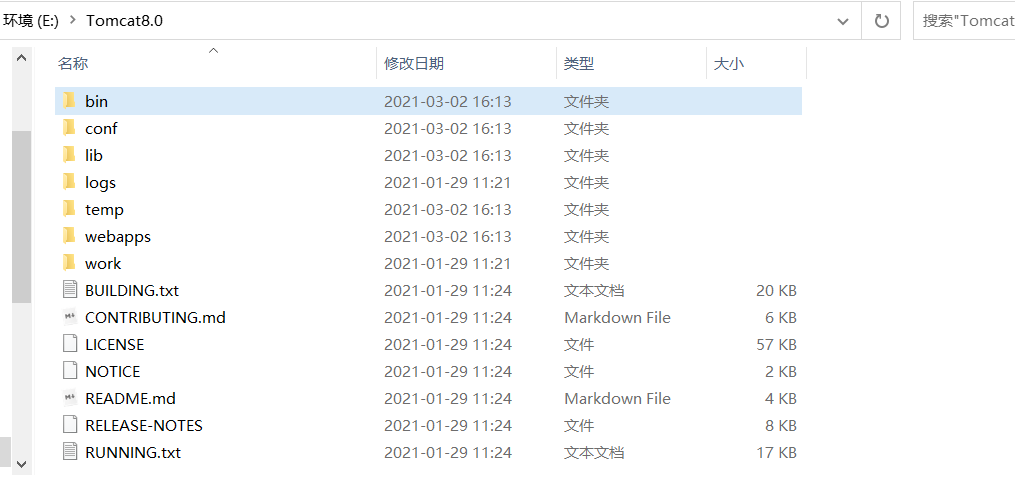 环境 (E:) > Tomcat8.0 搜索"Tomcat
名称 修改日期 类型 大小
bin 2021-03-02 16:13 文件夹
conf 2021-03-02 16:13 文件夹
lib 2021-03-02 16:13 文件夹
logs 2021-01-29 11:21 文件夹
temp 2021-03-02 16:13 文件夹
webapps 2021-03-02 16:13 文件夹
work 2021-01-29 11:21 文件夹
BUILDING.txt 2021-01-29 11:24 文本文档 20 KB
CONTRIBUTING.md 2021-01-29 11:24 Markdown File 6 KB
LICENSE 2021-01-29 11:24 文件 57 KB
NOTICE 2021-01-29 11:24 文件 2 KB
README.md 2021-01-29 11:24 Markdown File 4 KB
RELEASE-NOTES 2021-01-29 11:24 文件 8 KB
RUNNING.txt 2021-01-29 11:24 文本文档 17 KB